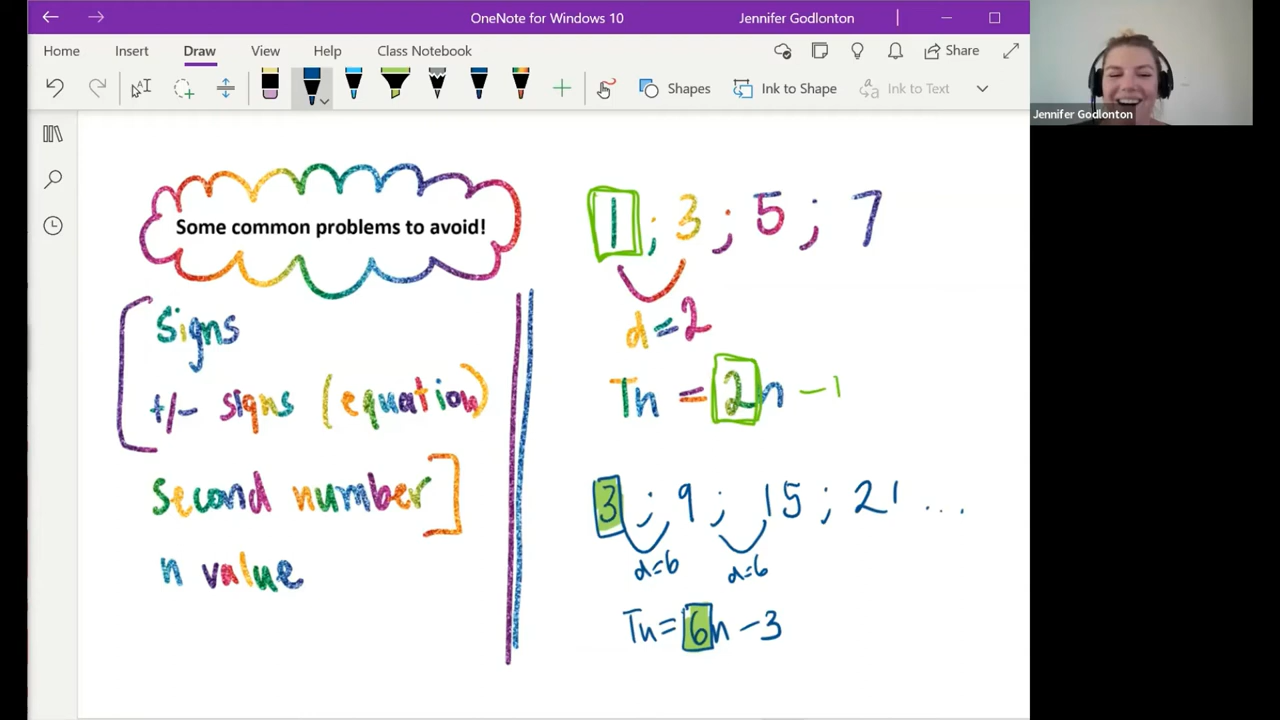 OneNote for Windows 10
Jennifer Godlonton
Home Insert Draw View Help Class Notebook
Share
Shapes
Ink to Shape
Ink to Text
Jennifer Godlonton
Some common problems to avoid!
Signs
+/- signs (equation)
second number
n value
1 ; 3 ; 5 ; 7
d=2
Tn = 2n -1
3 ; 9 ; 15 ; 21 ...
d=6 d=6
Tn= 6n -3